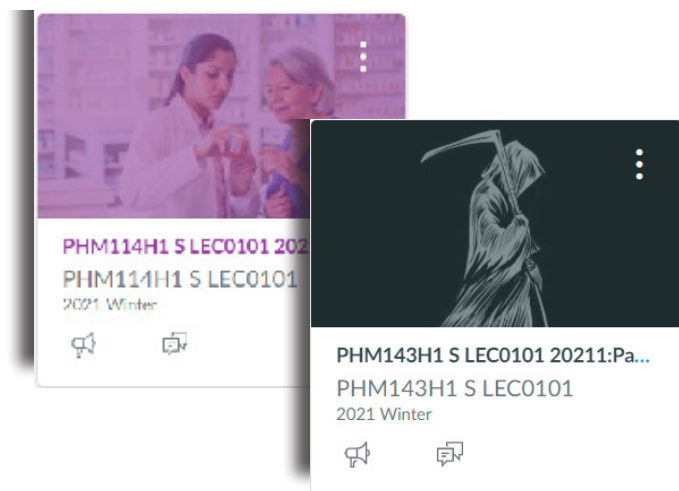 PHM114H1 S LEC0101 202
PHM114H1 S LEC0101
2021 Winter
PHM143H1 S LEC0101 20211:Pa...
PHM143H1 S LEC0101
2021 Winter